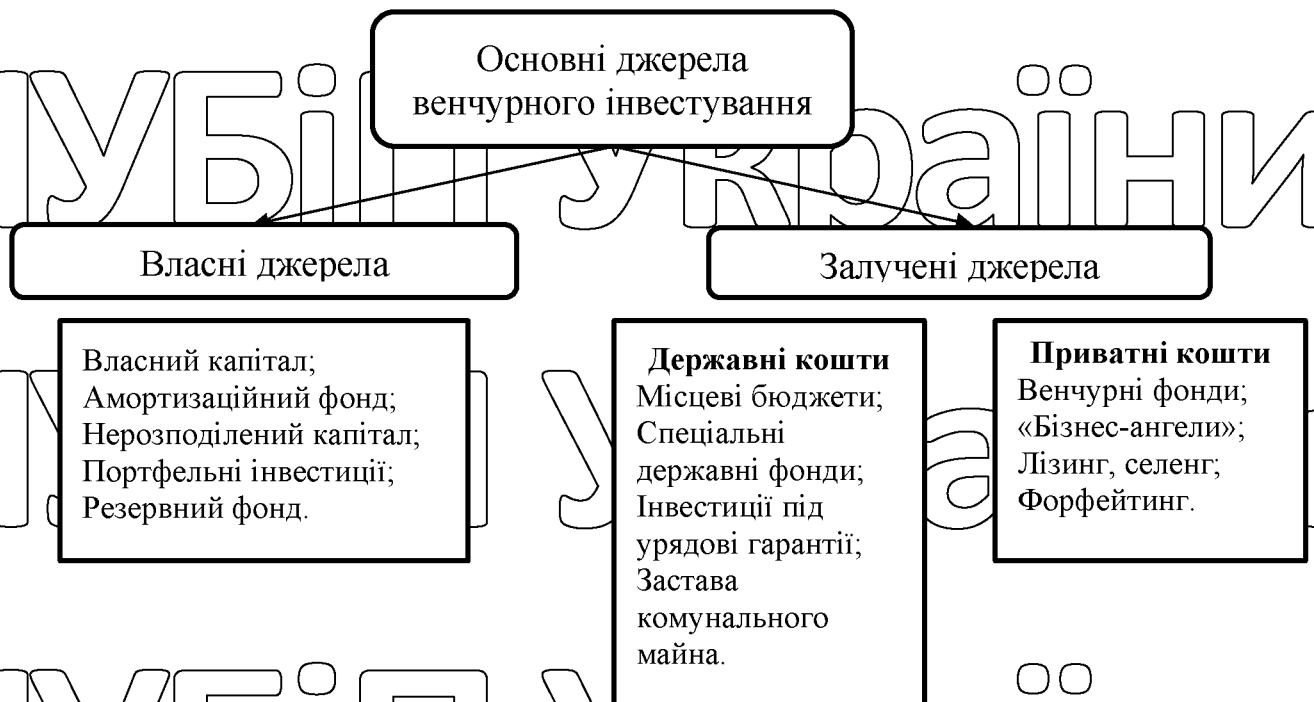 Основні джерела
венчурного інвестування
Власні джерела
Залучені джерела
Власний капітал;
Амортизаційний фонд;
Нерозподілений капітал;
Портфельні інвестиції;
Резервний фонд.
Державні кошти
Місцеві бюджети;
Спеціальні
державні фонди;
Інвестиції під
урядові гарантії;
Застава
комунального
майна.
Приватні кошти
Венчурні фонди;
«Бізнес-ангели»;
Лізинг, селенг;
Форфейтинг.
України